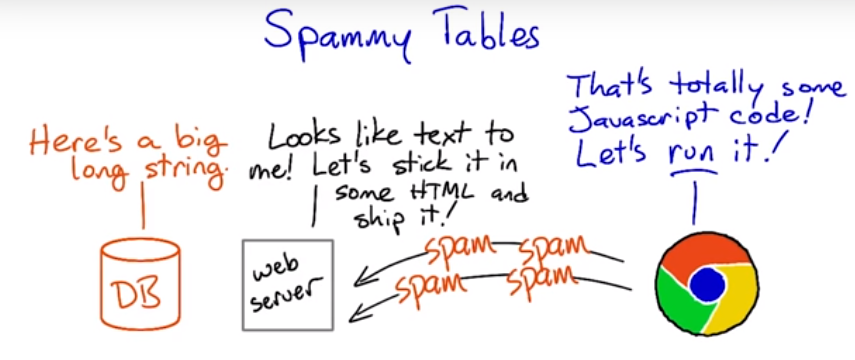 Spammy Tables
Here's a big
long string.
Looks like text to
me! Let's stick it in
some HTML and
ship it!
That's totally some
Javascript code!
Let's run it!
DB
web
server
spam spam
spam spam